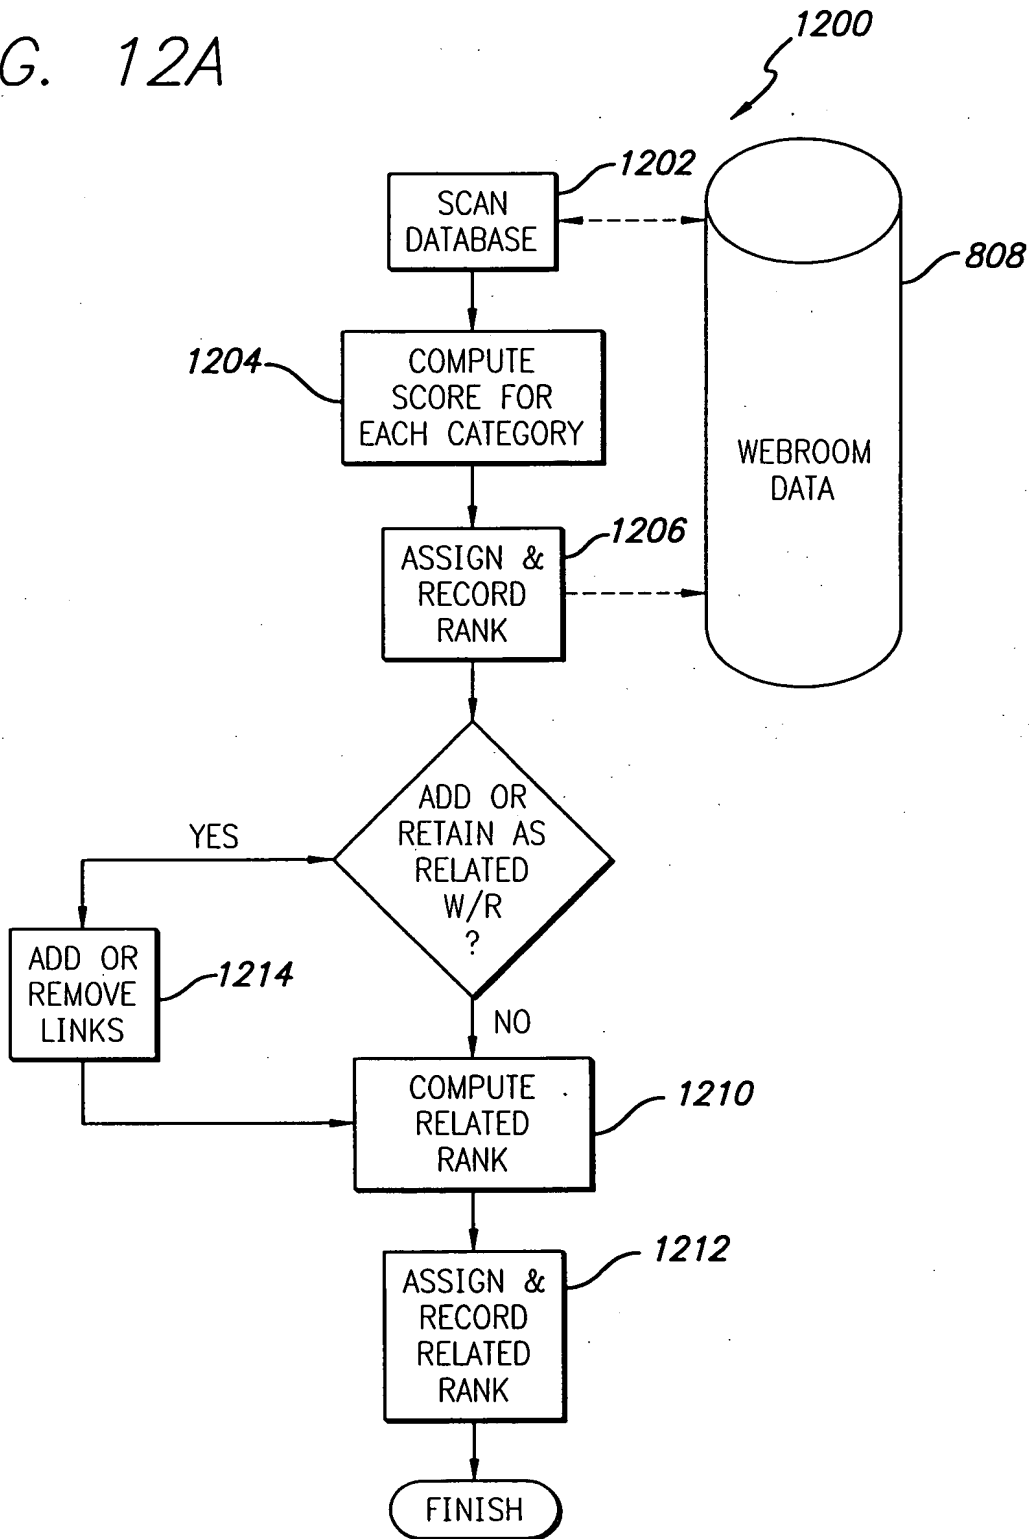 G. 12A
1200
1202
SCAN
DATABASE
808
1204
COMPUTE
SCORE FOR
EACH CATEGORY
WEBROOM
DATA
1206
ASSIGN &
RECORD
RANK
ADD OR
RETAIN AS
RELATED
W/R
?
YES
ADD OR
REMOVE
LINKS
1214
NO
COMPUTE
RELATED
RANK
1210
ASSIGN &
RECORD
RELATED
RANK
1212
FINISH